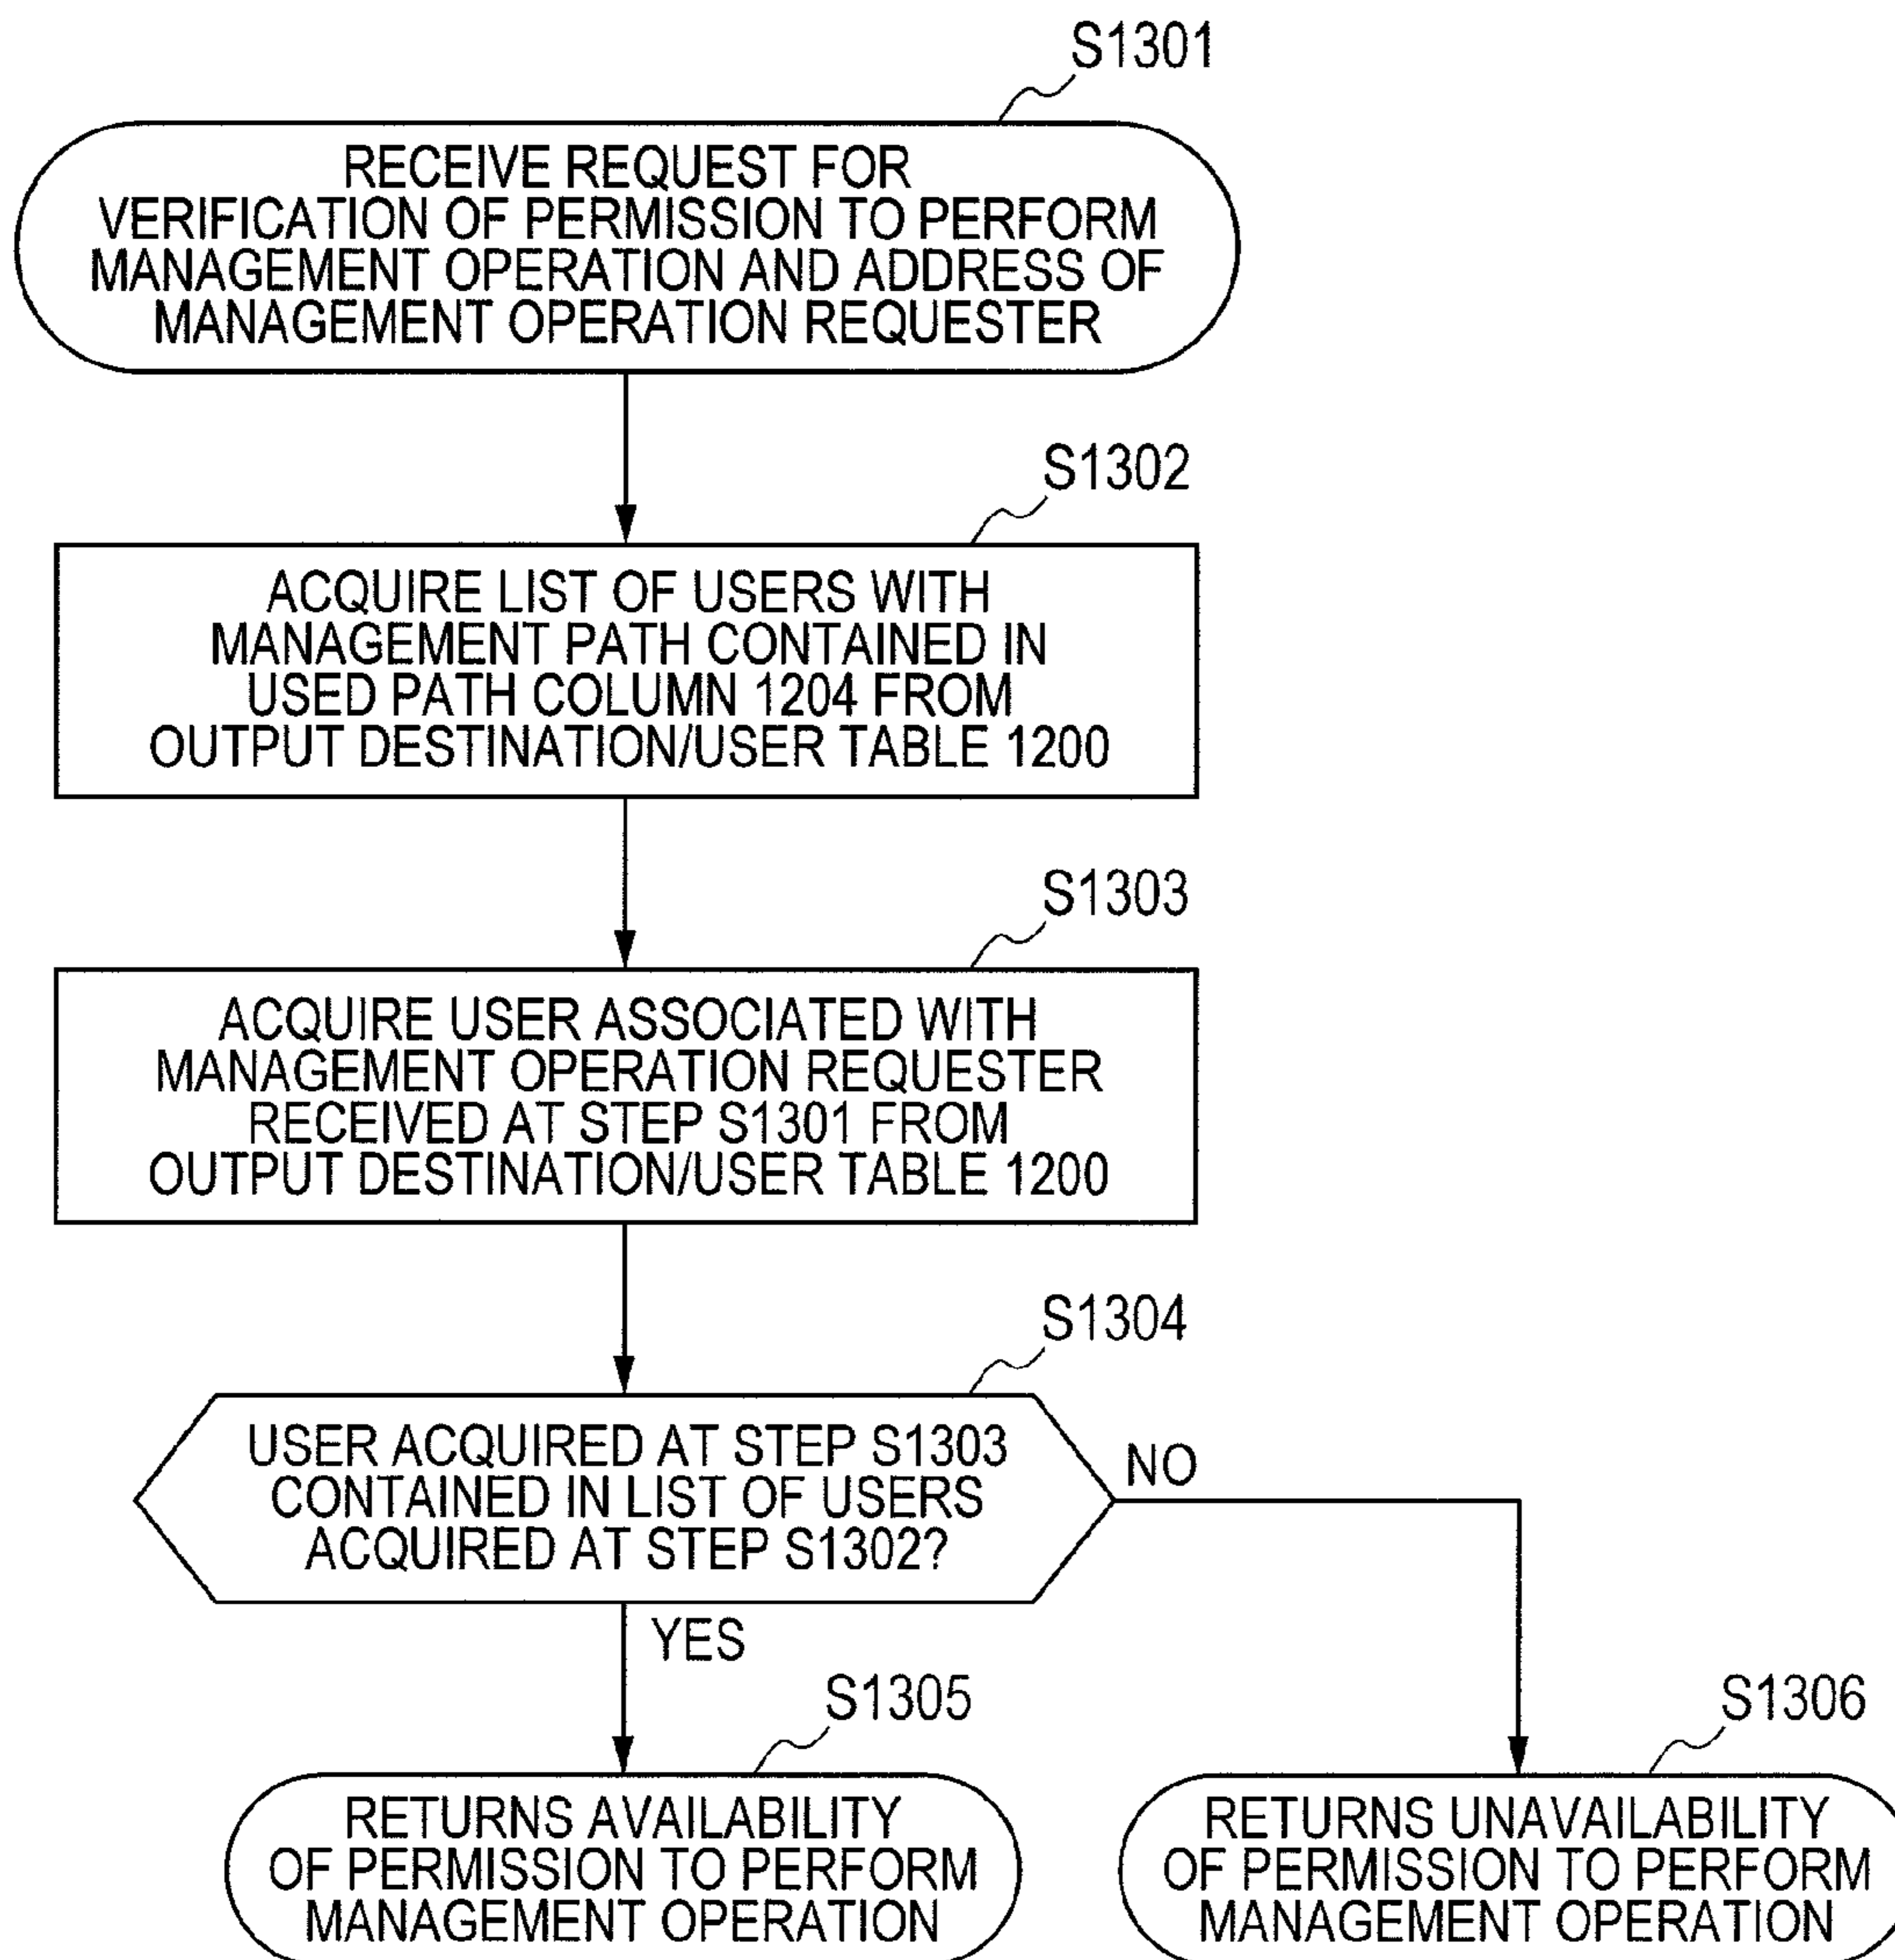 S1301
RECEIVE REQUEST FOR
VERIFICATION OF PERMISSION TO PERFORM
MANAGEMENT OPERATION AND ADDRESS OF
MANAGEMENT OPERATION REQUESTER
S1302
ACQUIRE LIST OF USERS WITH
MANAGEMENT PATH CONTAINED IN
USED PATH COLUMN 1204 FROM
OUTPUT DESTINATION/USER TABLE 1200
S1303
ACQUIRE USER ASSOCIATED WITH
MANAGEMENT OPERATION REQUESTER
RECEIVED AT STEP S1301 FROM
OUTPUT DESTINATION/USER TABLE 1200
S1304
USER ACQUIRED AT STEP S1303
CONTAINED IN LIST OF USERS
ACQUIRED AT STEP S1302?
NO
YES
S1305
RETURNS AVAILABILITY
OF PERMISSION TO PERFORM
MANAGEMENT OPERATION
S1306
RETURNS UNAVAILABILITY
OF PERMISSION TO PERFORM
MANAGEMENT OPERATION